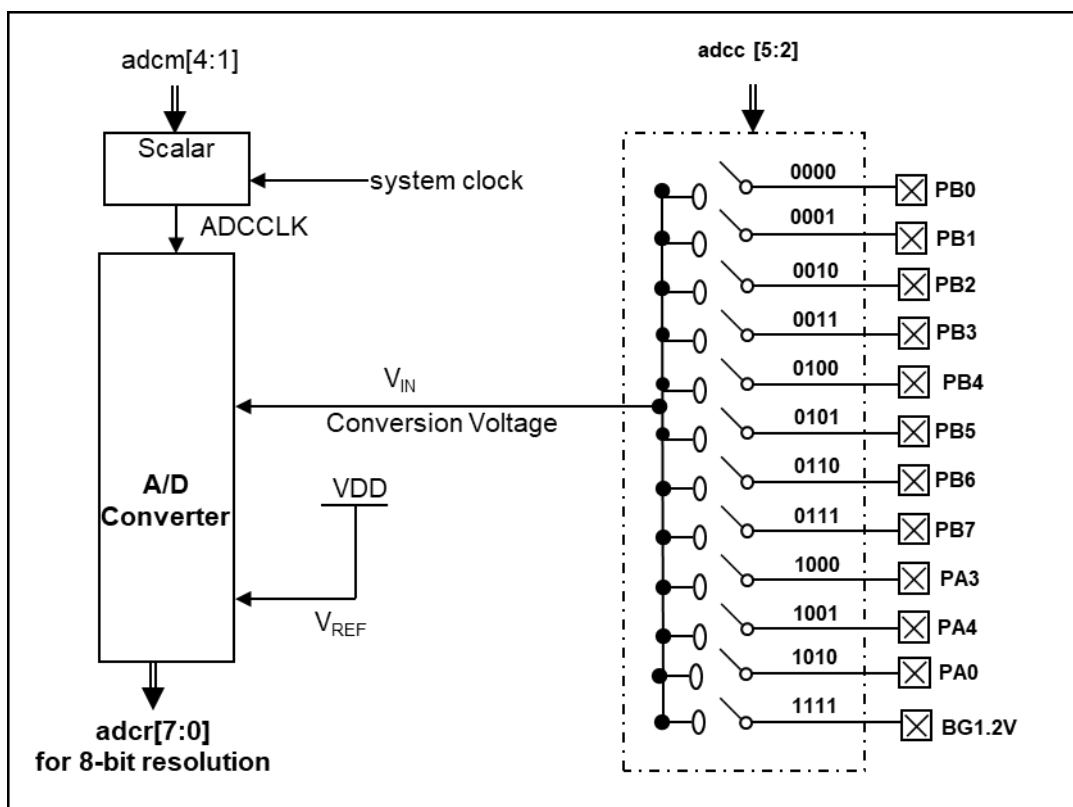 adcm[4:1]
Scalar
system clock
ADCCLK
A/D
Converter
V_IN
Conversion Voltage
VDD
V_REF
adcr[7:0]
for 8-bit resolution
adcc [5:2]
0000 PB0
0001 PB1
0010 PB2
0011 PB3
0100 PB4
0101 PB5
0110 PB6
0111 PB7
1000 PA3
1001 PA4
1010 PA0
1111 BG1.2V